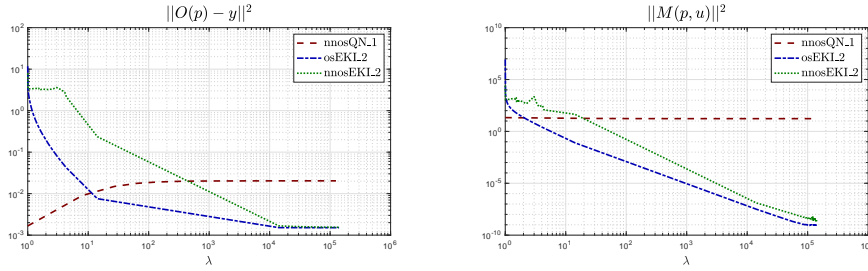 ||O(p) − y||²
10²
10¹
10⁰
10⁻¹
10⁻²
10⁻³
10⁰ 10¹ 10² 10³ 10⁴ 10⁵ 10⁶
λ
nnosQN_1
osEKI_2
nnosEKI_2
||M(p, u)||²
10¹⁰
10⁵
10⁰
10⁻⁵
10⁻¹⁰
10⁰ 10¹ 10² 10³ 10⁴ 10⁵
λ
nnosQN_1
osEKI_2
nnosEKI_2